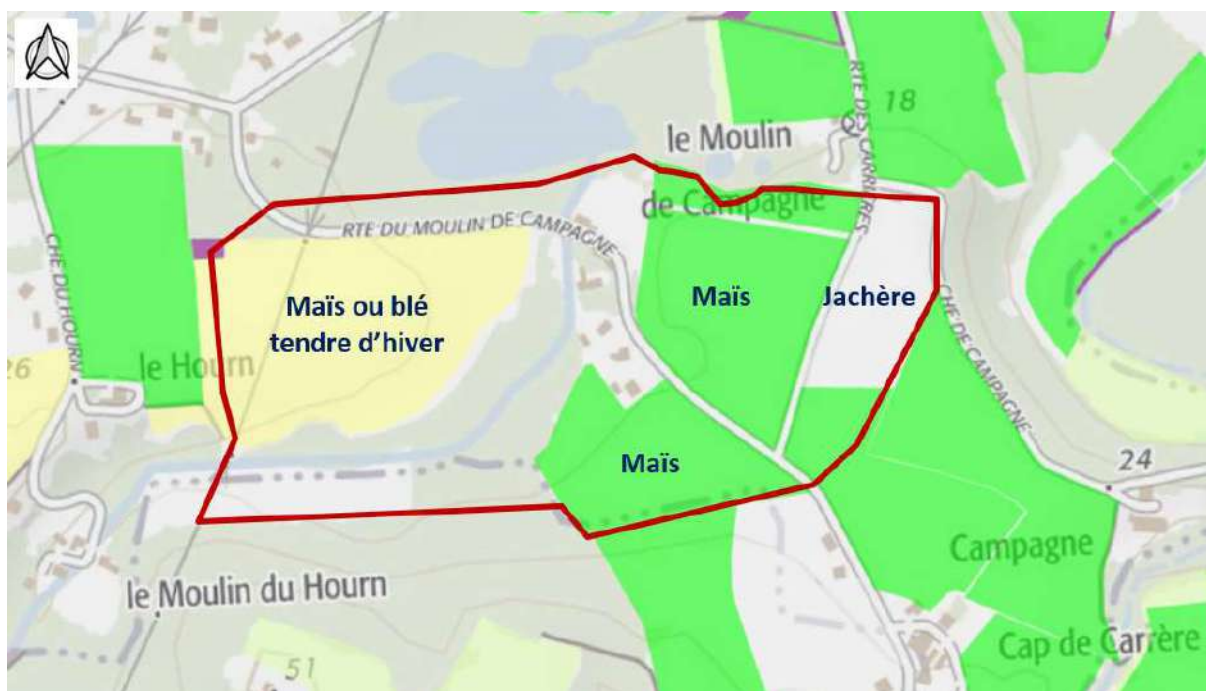 18
le Moulin
de Campagne
RTE DES CARRIÈRES
RTE DU MOULIN DE CAMPAGNE
CHE DU HOURN
Maïs ou blé
tendre d'hiver
Maïs
Jachère
le Hourn
26
CHE DE CAMPAGNE
Maïs
24
Campagne
le Moulin du Hourn
Cap de Carrère
51